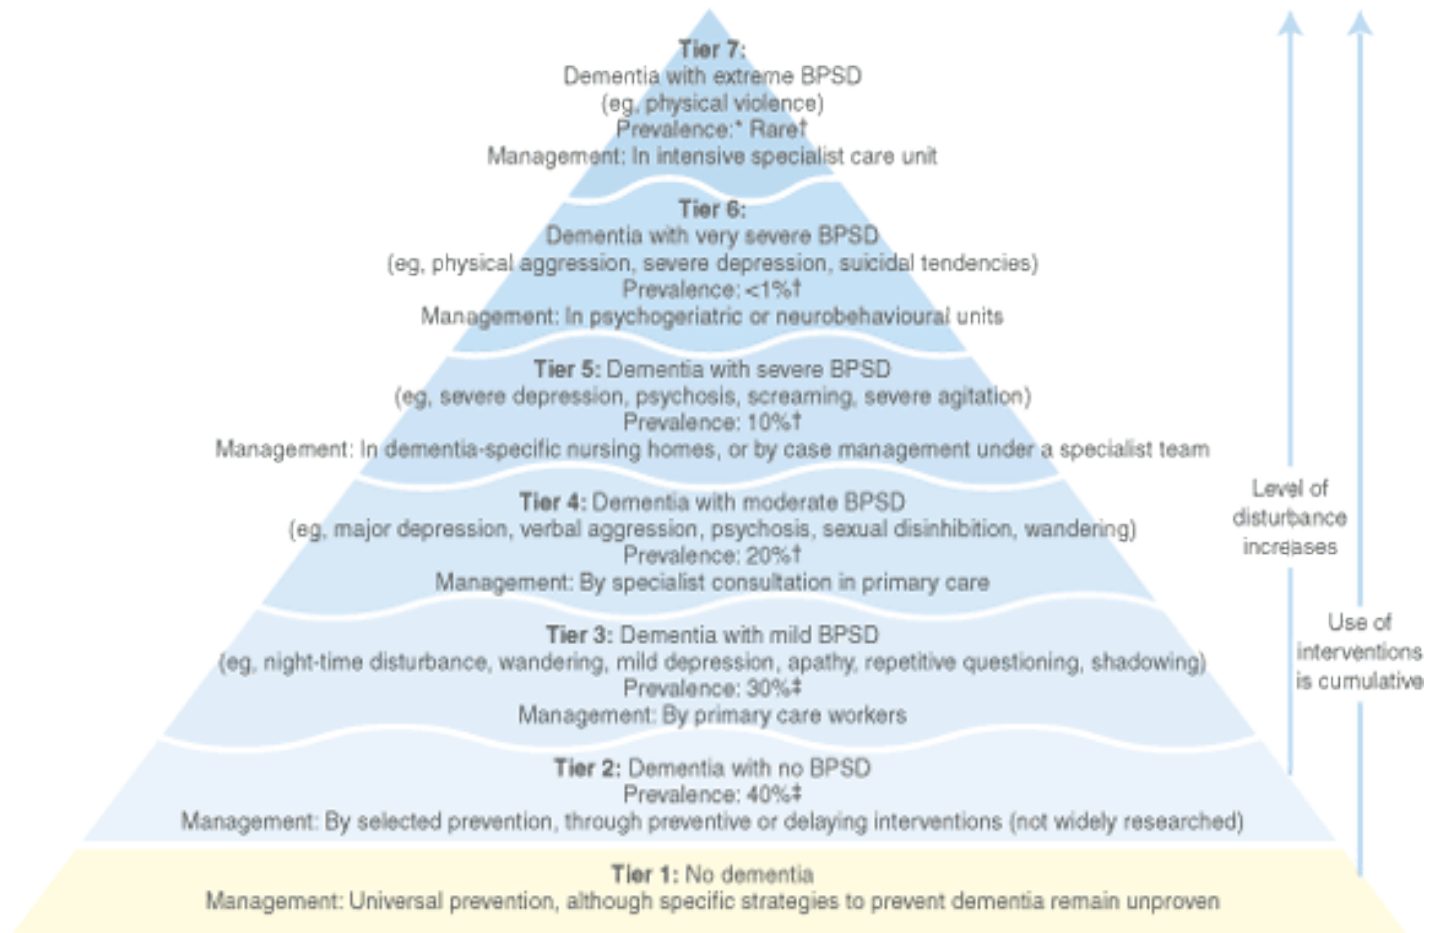 Tier 7:
Dementia with extreme BPSD
(eg, physical violence)
Prevalence:* Rare†
Management: In intensive specialist care unit
Tier 6:
Dementia with very severe BPSD
(eg, physical aggression, severe depression, suicidal tendencies)
Prevalence: <1%†
Management: In psychogeriatric or neurobehavioural units
Tier 5: Dementia with severe BPSD
(eg, severe depression, psychosis, screaming, severe agitation)
Prevalence: 10%†
Management: In dementia-specific nursing homes, or by case management under a specialist team
Tier 4: Dementia with moderate BPSD
(eg, major depression, verbal aggression, psychosis, sexual disinhibition, wandering)
Prevalence: 20%†
Management: By specialist consultation in primary care
Tier 3: Dementia with mild BPSD
(eg, night-time disturbance, wandering, mild depression, apathy, repetitive questioning, shadowing)
Prevalence: 30%‡
Management: By primary care workers
Tier 2: Dementia with no BPSD
Prevalence: 40%‡
Management: By selected prevention, through preventive or delaying interventions (not widely researched)
Tier 1: No dementia
Management: Universal prevention, although specific strategies to prevent dementia remain unproven
Level of
disturbance
increases
Use of
interventions
is cumulative